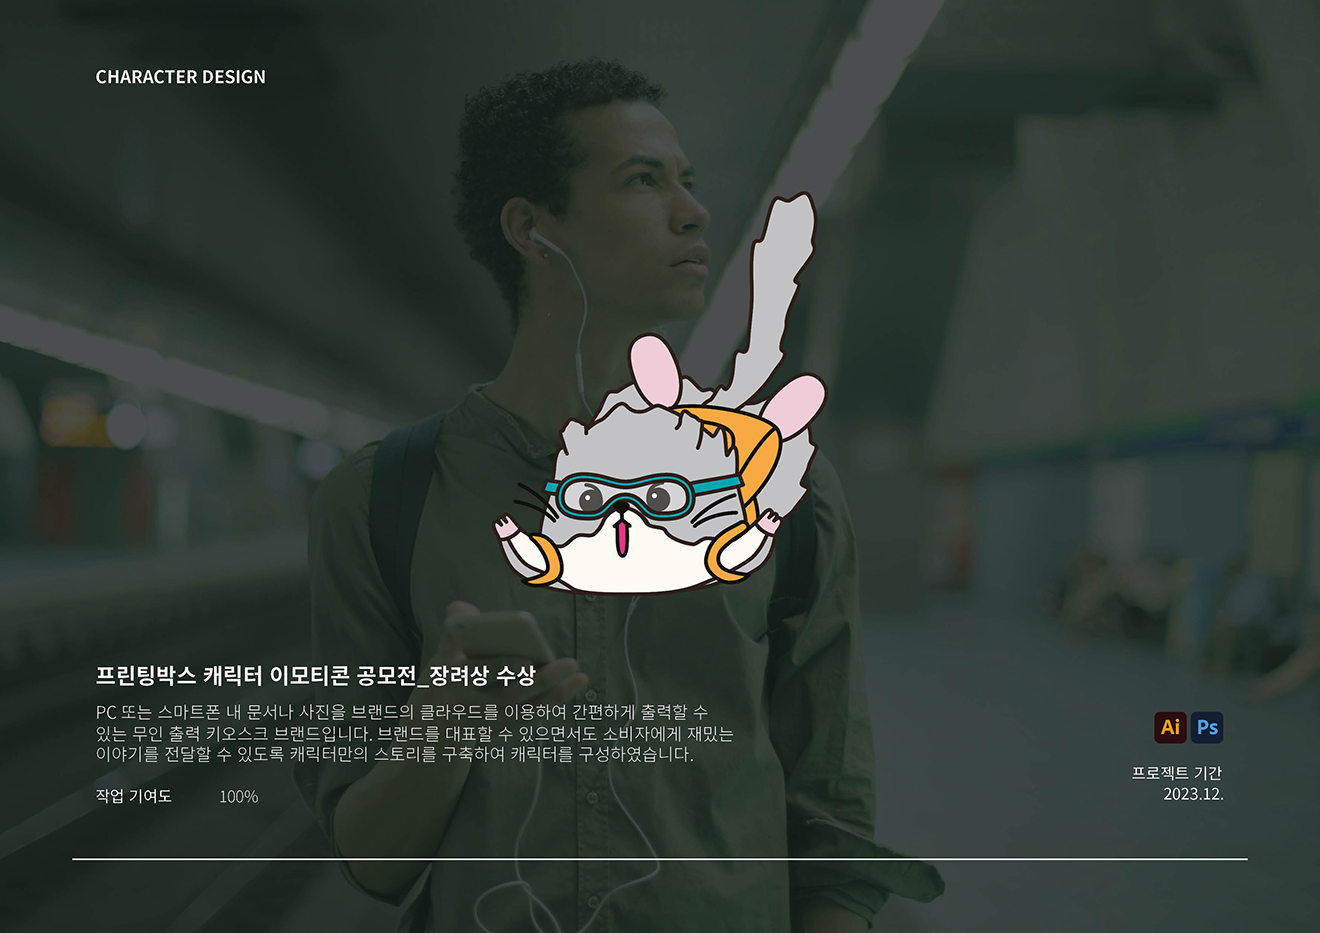 CHARACTER DESIGN
프린팅박스 캐릭터 이모티콘 공모전_장려상 수상
PC 또는 스마트폰 내 문서나 사진을 브랜드의 클라우드를 이용하여 간편하게 출력할 수
있는 무인 출력 키오스크 브랜드입니다. 브랜드를 대표할 수 있으면서도 소비자에게 재밌는
이야기를 전달할 수 있도록 캐릭터만의 스토리를 구축하여 캐릭터를 구성하였습니다.
작업 기여도 100%
Ai Ps
프로젝트 기간
2023.12.